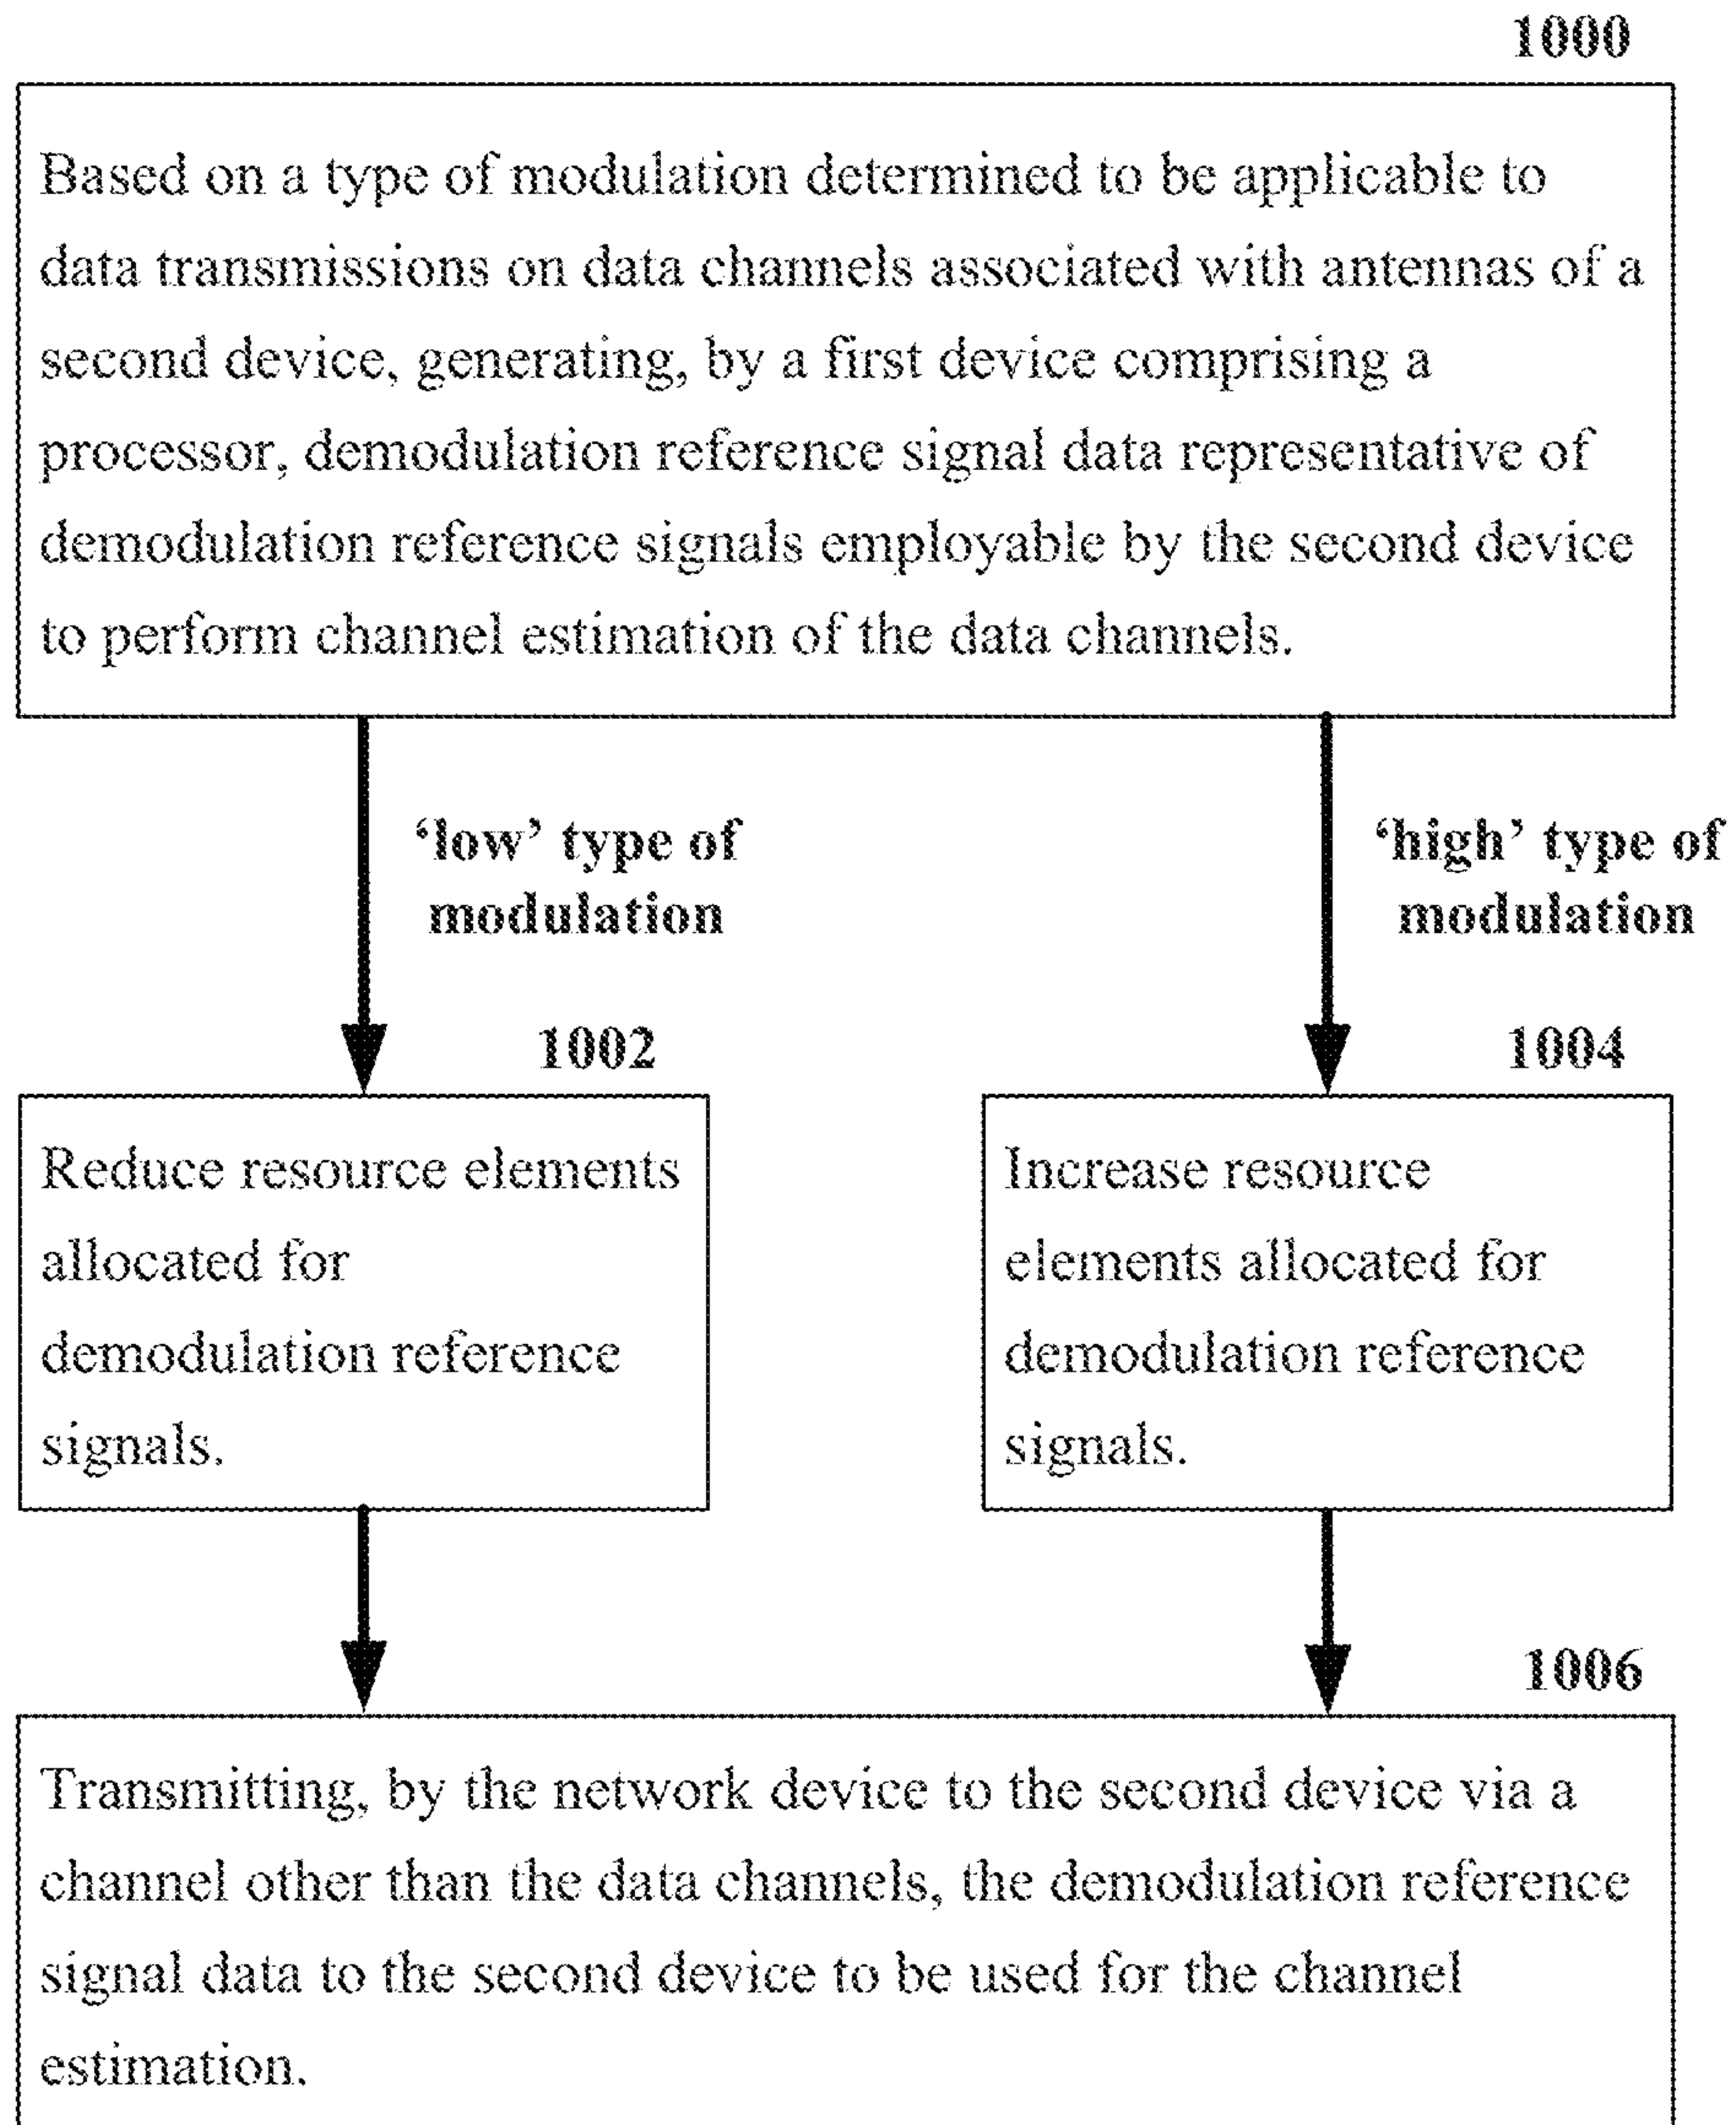 1000
Based on a type of modulation determined to be applicable to
data transmissions on data channels associated with antennas of a
second device, generating, by a first device comprising a
processor, demodulation reference signal data representative of
demodulation reference signals employable by the second device
to perform channel estimation of the data channels.
‘low’ type of
modulation
‘high’ type of
modulation
1002
Reduce resource elements
allocated for
demodulation reference
signals.
1004
Increase resource
elements allocated for
demodulation reference
signals.
1006
Transmitting, by the network device to the second device via a
channel other than the data channels, the demodulation reference
signal data to the second device to be used for the channel
estimation.